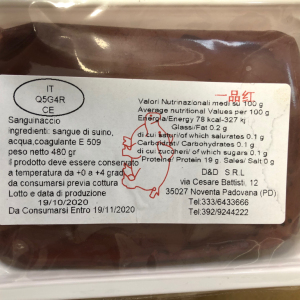 IT
Q5G4R
CE
一品红
Sanguinaccio
ingredienti: sangue di suino,
acqua,coagulante E 509
peso netto 480 gr
il prodotto deve essere conservato
a temperatura da +0 a +4 gradi
da consumarsi previa cottura
Lotto e data di produzione
19/10/2020
Da Consumarsi Entro 19/11/2020
Valori Nutrinazionali medi su 100 g
Average nutritional Values per 100 g
Energia/Energy 78 kcal-327 kj
Grassi/Fat 0.2 g
di cui saturi/of which saturates 0.1 g
Carboidrati/ Carbohydrates 0.1 g
di cui zuccheri/ of which sugars 0.1 g
Proteine/ Protein 19 g. Sales/ Salt 0 g
D&D S.R.L
via Cesare Battisti, 12
35027 Noventa Padovana (PD)
Tel:333/6433666
Tel:392/9244222